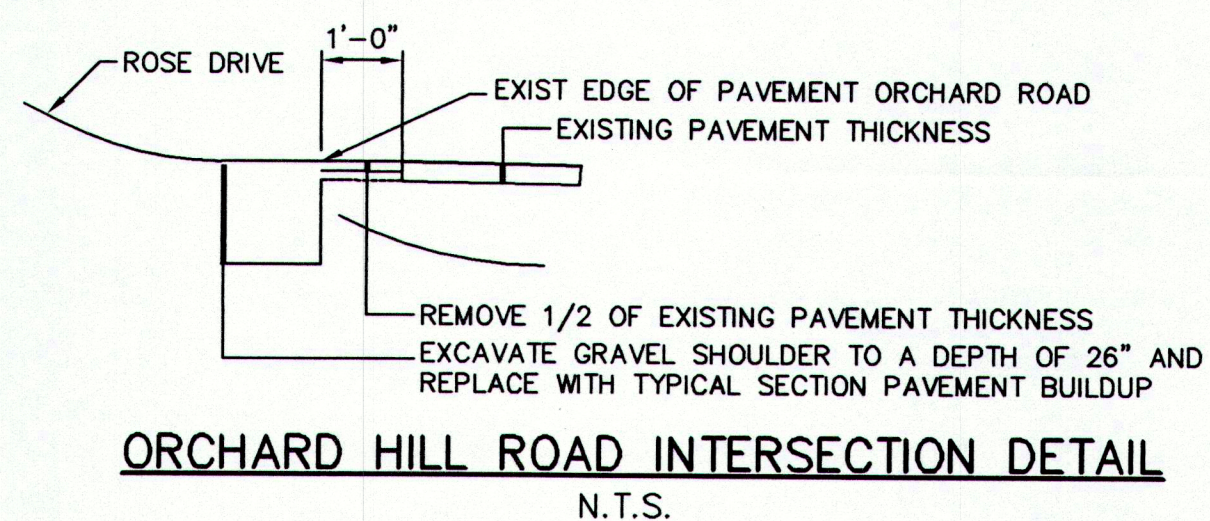 1'-0"
ROSE DRIVE
EXIST EDGE OF PAVEMENT ORCHARD ROAD
EXISTING PAVEMENT THICKNESS
REMOVE 1/2 OF EXISTING PAVEMENT THICKNESS
EXCAVATE GRAVEL SHOULDER TO A DEPTH OF 26" AND
REPLACE WITH TYPICAL SECTION PAVEMENT BUILDUP
ORCHARD HILL ROAD INTERSECTION DETAIL
N.T.S.